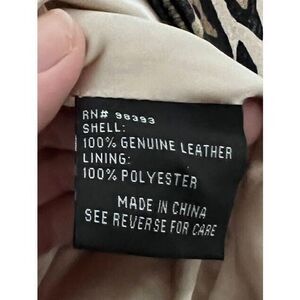 RN# 98393
SHELL:
100% GENUINE LEATHER
LINING:
100% POLYESTER
MADE IN CHINA
SEE REVERSE FOR CARE